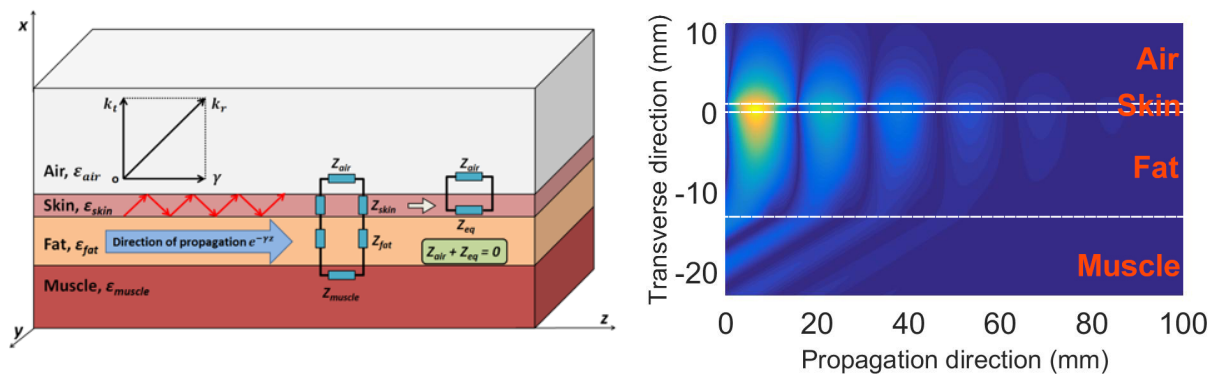 x
k_t
k_r
o
γ
Air, ε_air
Z_air
Z_air
Skin, ε_skin
Z_skin
Z_eq
Fat, ε_fat
Direction of propagation e^{-γz}
Z_fat
Z_air + Z_eq = 0
Muscle, ε_muscle
Z_muscle
y
z
Transverse direction (mm)
10
0
-10
-20
Air
Skin
Fat
Muscle
0
20
40
60
80
100
Propagation direction (mm)